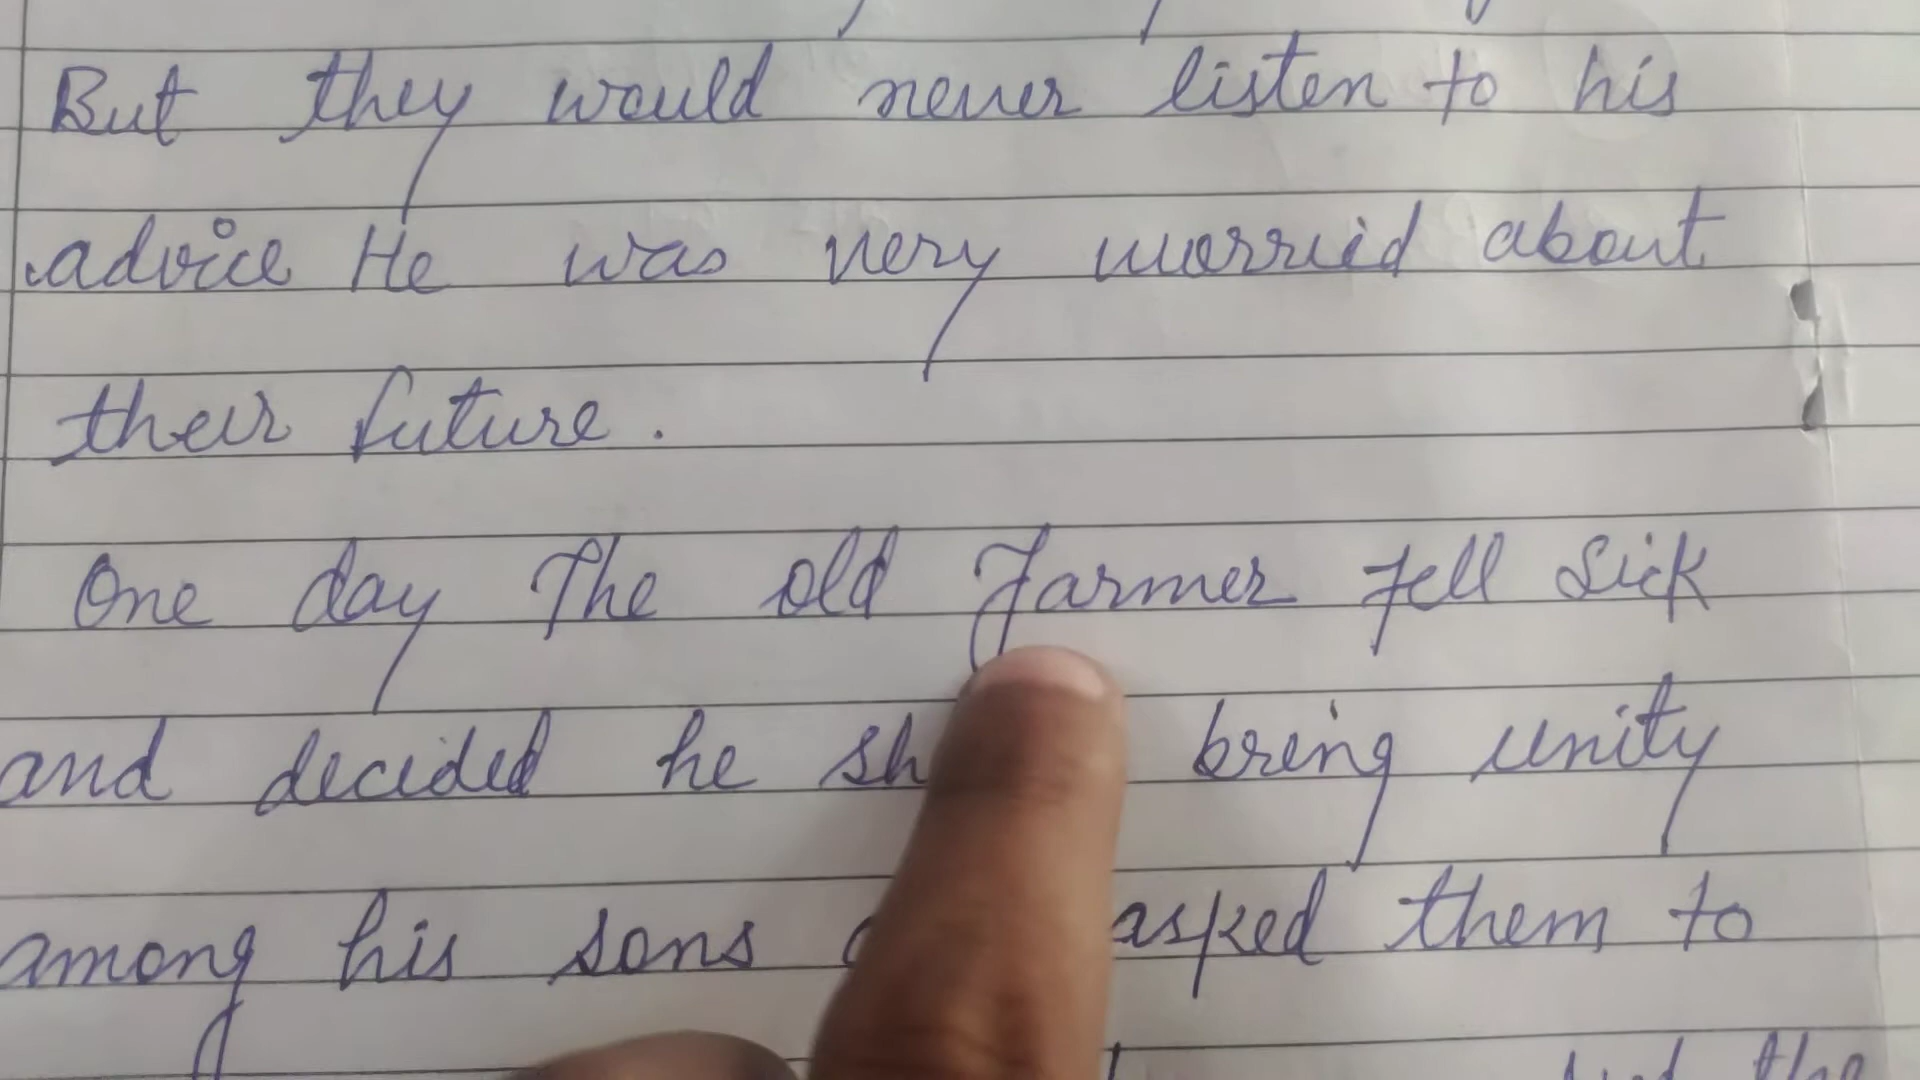 But they would never listen to his
advice He was very worried about
their future.
One day The old Farmer fell Sick
and decided he bring unity
among his sons asked them to
the